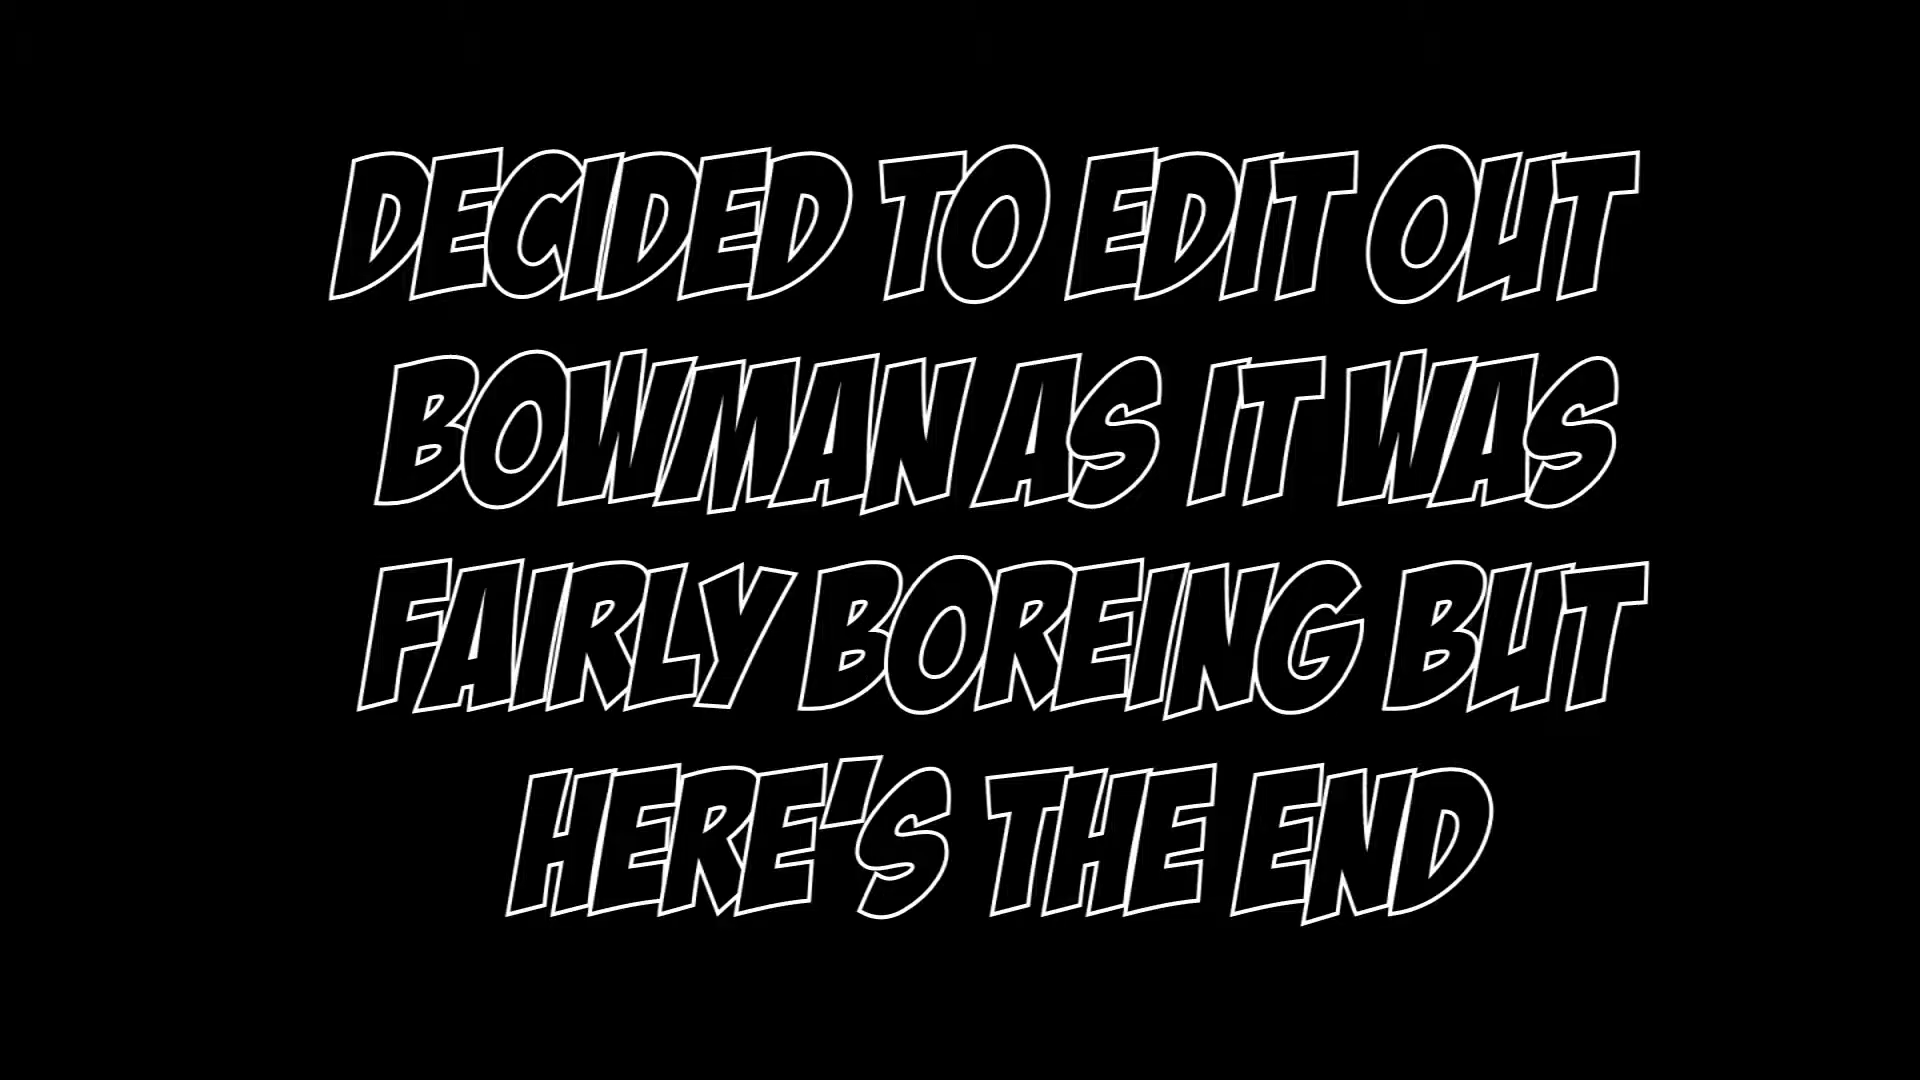 DECIDED TO EDIT OUT
BOWMAN AS IT WAS
FAIRLY BOREING BUT
HERE'S THE END